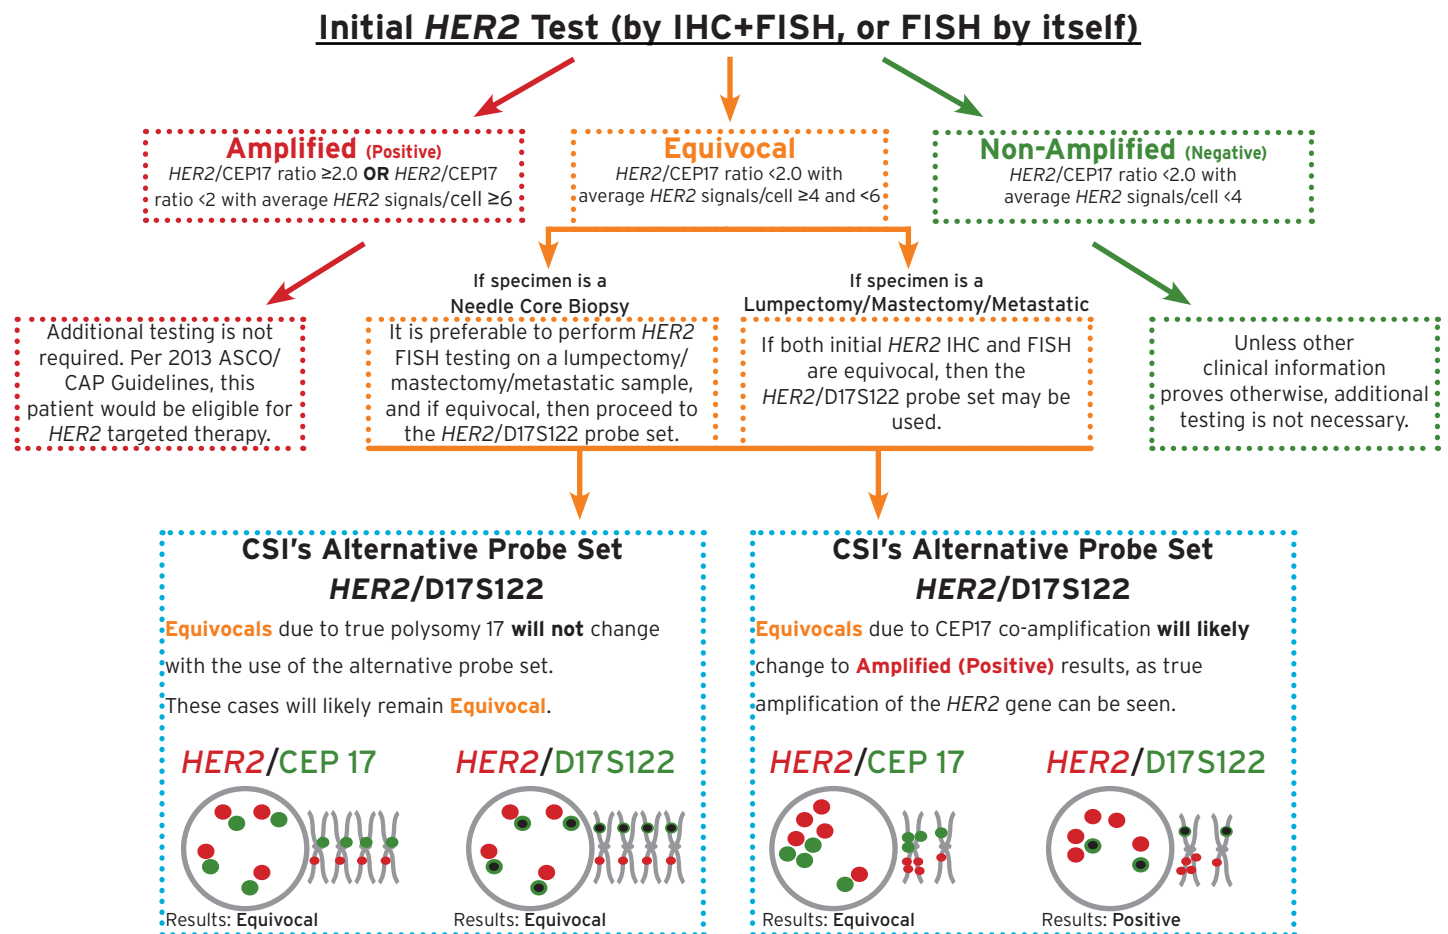 Initial HER2 Test (by IHC+FISH, or FISH by itself)
Amplified (Positive)
HER2/CEP17 ratio ≥2.0 OR HER2/CEP17
ratio <2 with average HER2 signals/cell ≥6
Equivocal
HER2/CEP17 ratio <2.0 with
average HER2 signals/cell ≥4 and <6
Non-Amplified (Negative)
HER2/CEP17 ratio <2.0 with
average HER2 signals/cell <4
Additional testing is not
required. Per 2013 ASCO/
CAP Guidelines, this
patient would be eligible for
HER2 targeted therapy.
If specimen is a
Needle Core Biopsy
It is preferable to perform HER2
FISH testing on a lumpectomy/
mastectomy/metastatic sample,
and if equivocal, then proceed to
the HER2/D17S122 probe set.
If specimen is a
Lumpectomy/Mastectomy/Metastatic
If both initial HER2 IHC and FISH
are equivocal, then the
HER2/D17S122 probe set may be
used.
Unless other
clinical information
proves otherwise, additional
testing is not necessary.
CSI's Alternative Probe Set
HER2/D17S122
Equivocals due to true polysomy 17 will not change
with the use of the alternative probe set.
These cases will likely remain Equivocal.
HER2/CEP 17
Results: Equivocal
HER2/D17S122
Results: Equivocal
CSI's Alternative Probe Set
HER2/D17S122
Equivocals due to CEP17 co-amplification will likely
change to Amplified (Positive) results, as true
amplification of the HER2 gene can be seen.
HER2/CEP 17
Results: Equivocal
HER2/D17S122
Results: Positive